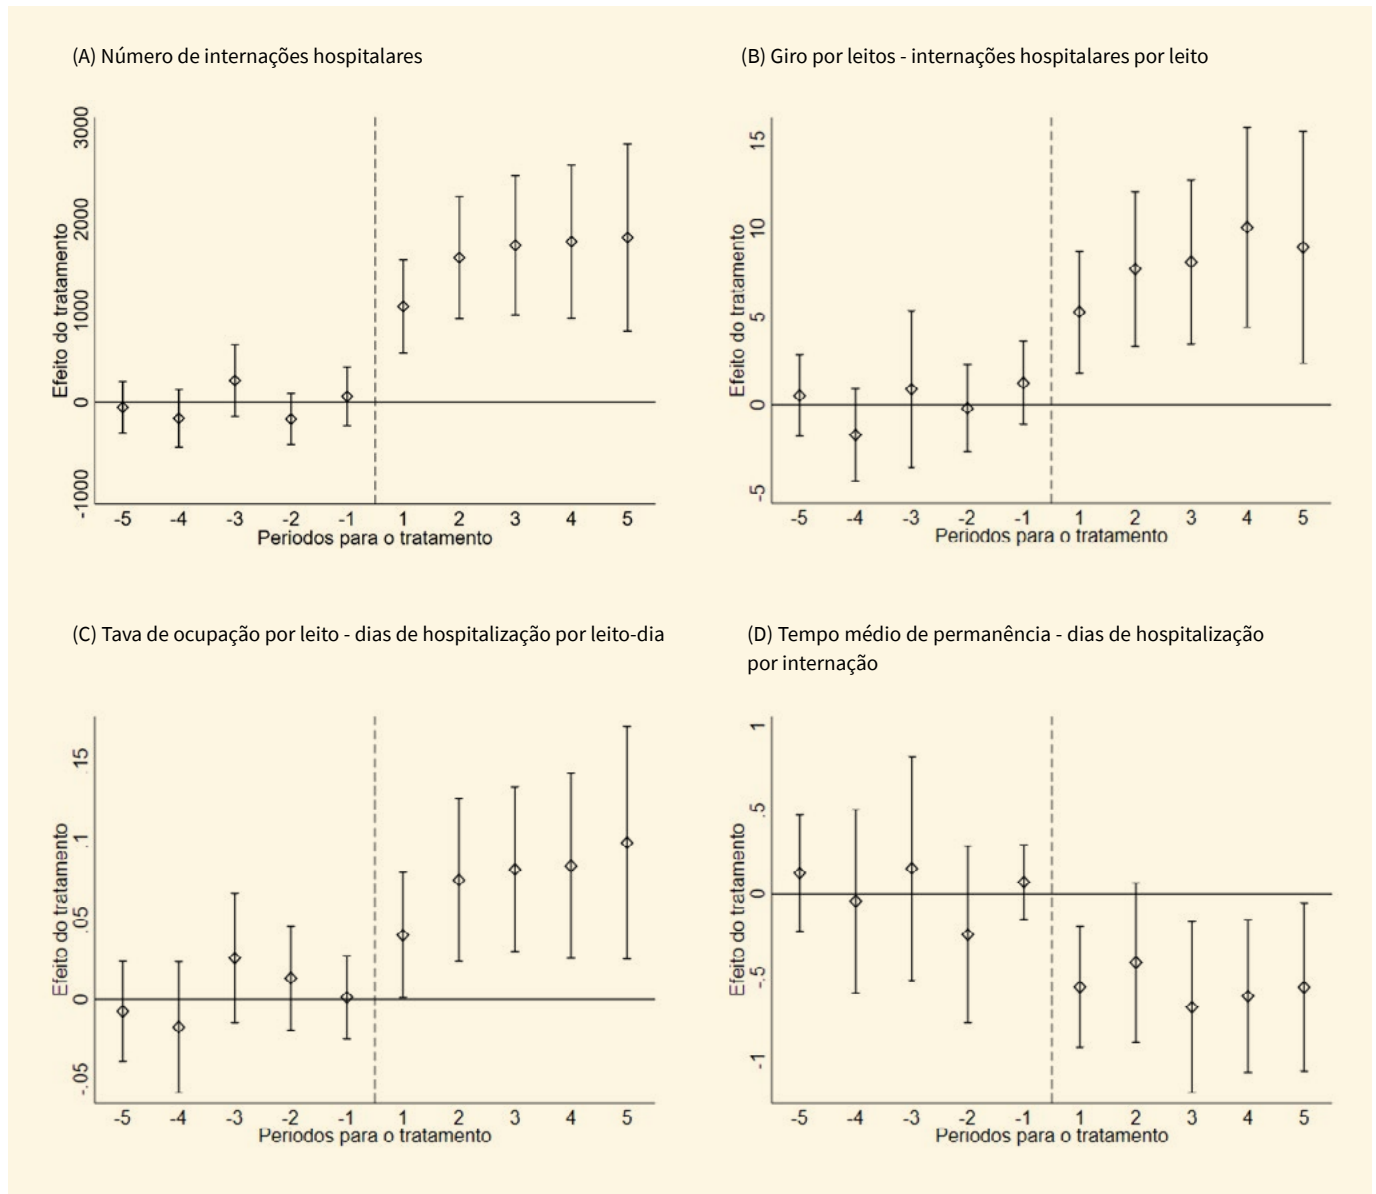 (A) Número de internações hospitalares
Efeito do tratamento
3000
2000
1000
0
-1000
-5 -4 -3 -2 -1 1 2 3 4 5
Periodos para o tratamento
(B) Giro por leitos - internações hospitalares por leito
Efeito do tratamento
15
10
5
0
-5
-5 -4 -3 -2 -1 1 2 3 4 5
Periodos para o tratamento
(C) Tava de ocupação por leito - dias de hospitalização por leito-dia
Efeito do tratamento
.15
.1
.05
0
-.05
-5 -4 -3 -2 -1 1 2 3 4 5
Periodos para o tratamento
(D) Tempo médio de permanência - dias de hospitalização
por internação
Efeito do tratamento
1
.5
0
-.5
-1
-5 -4 -3 -2 -1 1 2 3 4 5
Periodos para o tratamento